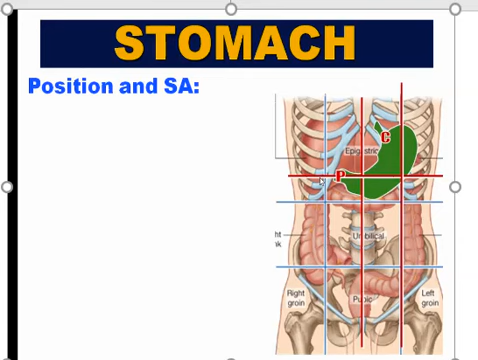 STOMACH
Position and SA:
C
Epigastric
P
Umbilical
Right
groin
Pubic
Left
groin